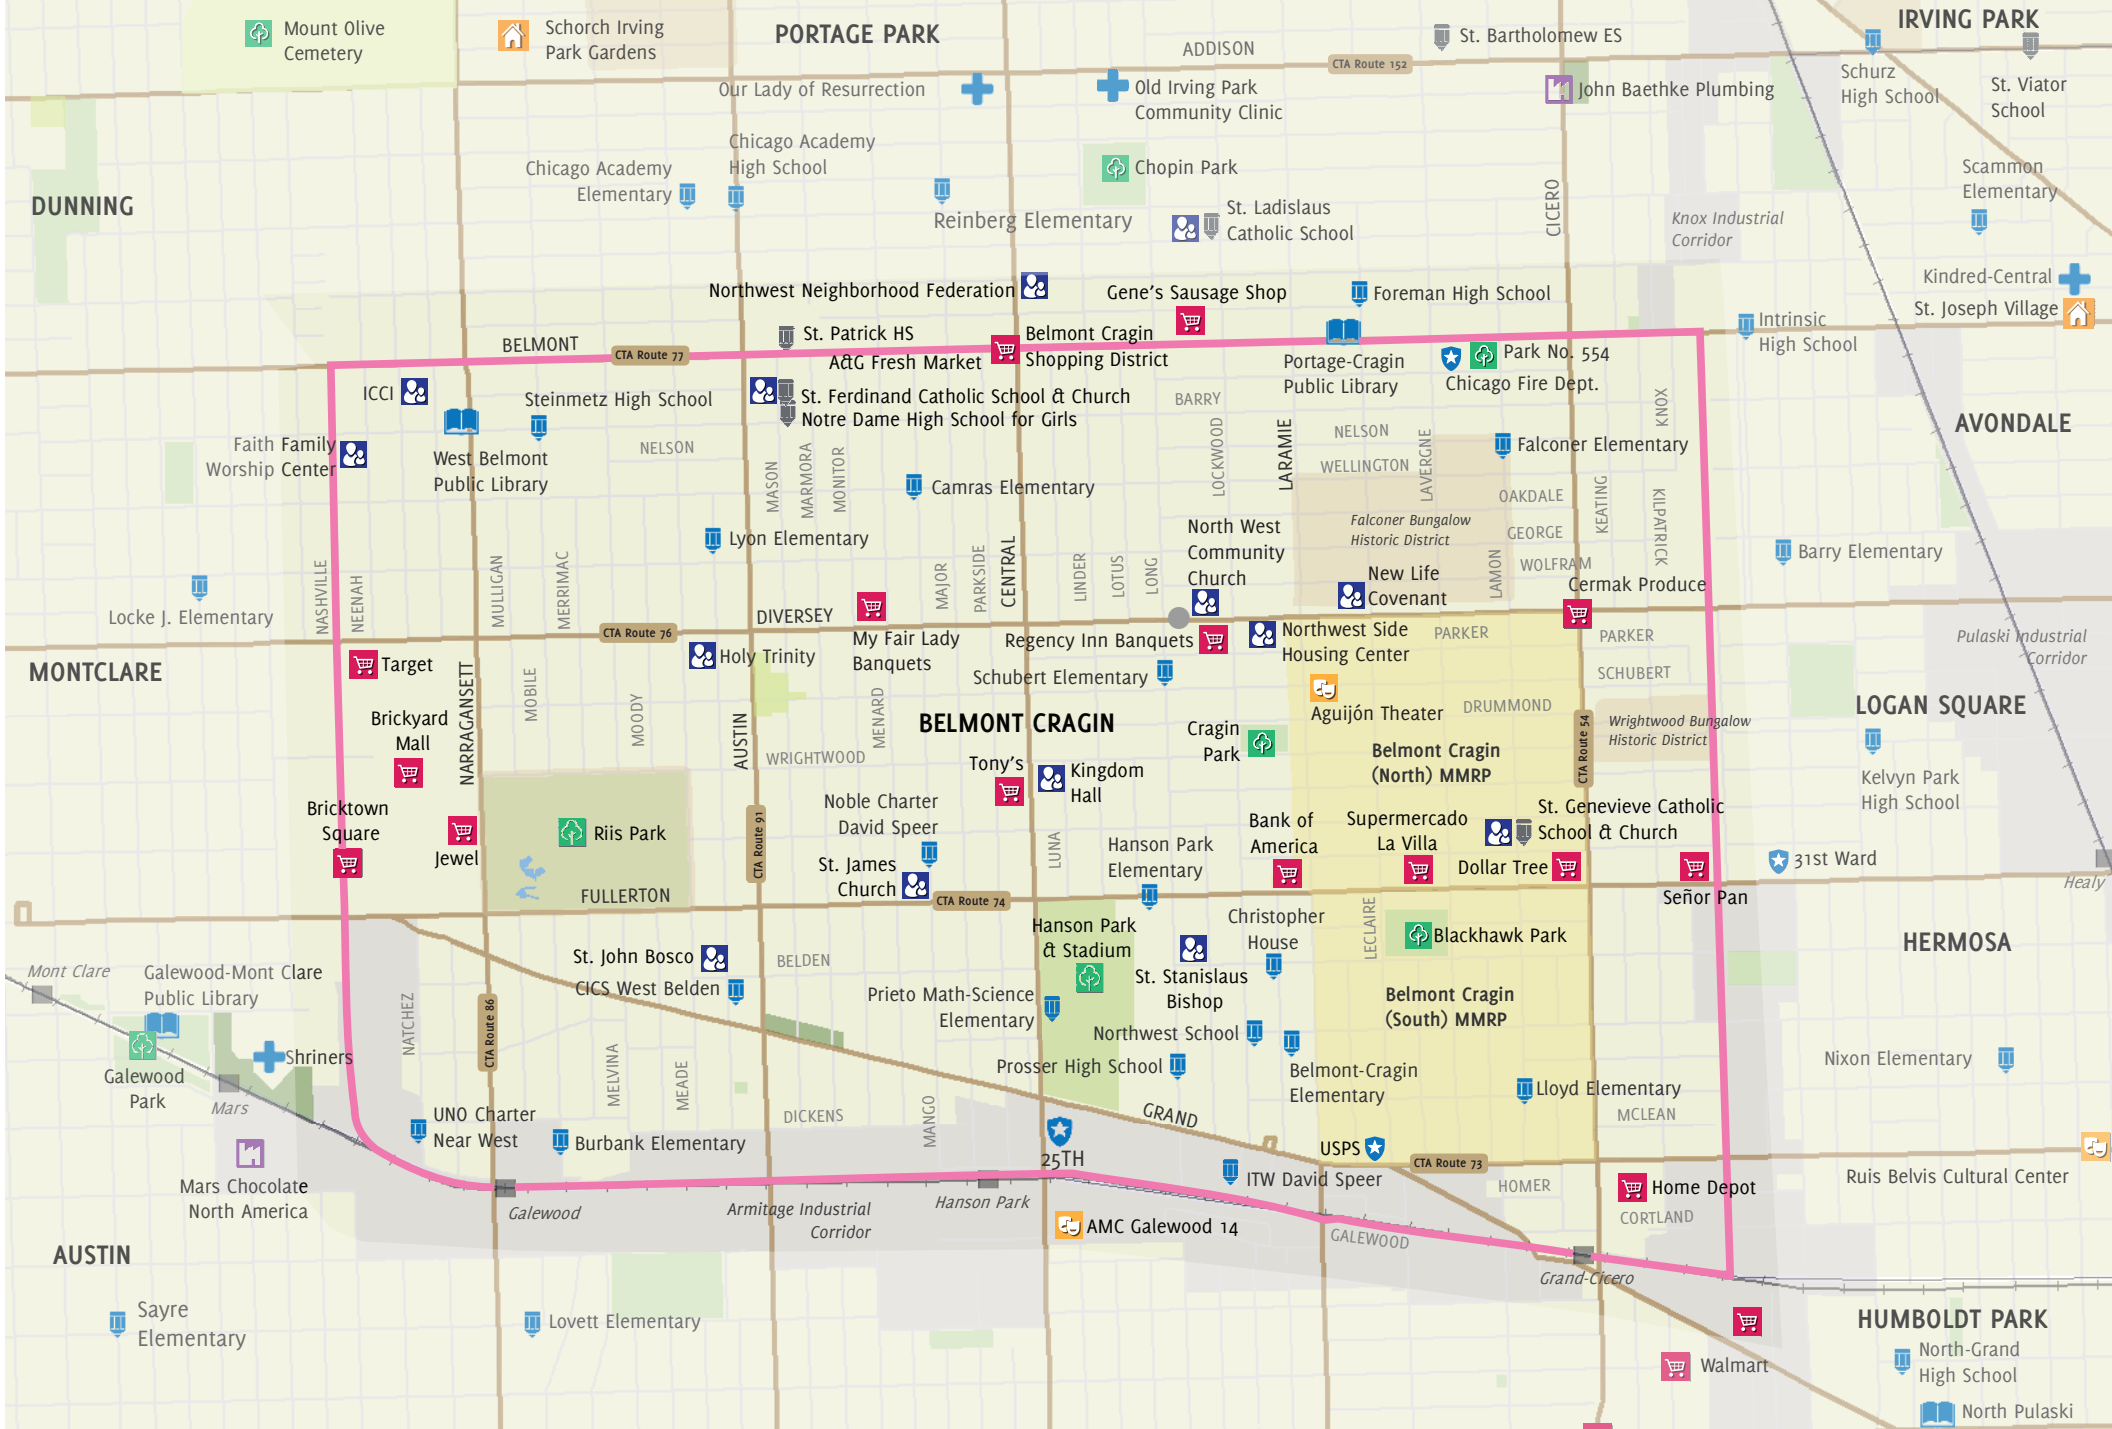 IRVING PARK
Mount Olive
Cemetery
Schorch Irving
Park Gardens
PORTAGE PARK
ADDISON
CTA Route 152
St. Bartholomew ES
Schurz
High School
St. Viator
School
Our Lady of Resurrection
Old Irving Park
Community Clinic
John Baethke Plumbing
Chicago Academy
High School
Chicago Academy
Elementary
Chopin Park
Scammon
Elementary
DUNNING
Reinberg Elementary
St. Ladislaus
Catholic School
CICERO
Knox Industrial
Corridor
Kindred-Central
St. Joseph Village
Northwest Neighborhood Federation
Gene's Sausage Shop
Foreman High School
Intrinsic
High School
BELMONT
CTA Route 77
St. Patrick HS
A&G Fresh Market
Belmont Cragin
Shopping District
Portage-Cragin
Public Library
Park No. 554
Chicago Fire Dept.
ICCI
Steinmetz High School
St. Ferdinand Catholic School & Church
Notre Dame High School for Girls
BARRY
KNOX
AVONDALE
Faith Family
Worship Center
West Belmont
Public Library
NELSON
MASON
MARMORA
MONITOR
LOCKWOOD
LARAMIE
NELSON
WELLINGTON
LAVERGNE
Falconer Elementary
Camras Elementary
OAKDALE
KEATING
KILPATRICK
Lyon Elementary
North West
Community
Church
Falconer Bungalow
Historic District
GEORGE
WOLFRAM
LAMON
Barry Elementary
Locke J. Elementary
NASHVILLE
NEENAH
MULLIGAN
MERRIMAC
MAJOR
PARKSIDE
CENTRAL
LINDER
LOTUS
LONG
New Life
Covenant
Cermak Produce
CTA Route 76
DIVERSEY
My Fair Lady
Banquets
Regency Inn Banquets
Northwest Side
Housing Center
PARKER
PARKER
Pulaski Industrial
Corridor
MONTCLARE
Target
Holy Trinity
Schubert Elementary
SCHUBERT
NARRAGANSETT
MOBILE
MOODY
AUSTIN
MENARD
BELMONT CRAGIN
Aguijón Theater
DRUMMOND
LOGAN SQUARE
Brickyard
Mall
WRIGHTWOOD
Cragin
Park
Belmont Cragin
(North) MMRP
CTA Route 54
Wrightwood Bungalow
Historic District
Kelvyn Park
High School
Tony's
Kingdom
Hall
Bricktown
Square
Jewel
Riis Park
CTA Route 91
Noble Charter
David Speer
LUNA
Hanson Park
Elementary
Bank of
America
Supermercado
La Villa
St. Genevieve Catholic
School & Church
St. James
Church
Dollar Tree
Señor Pan
31st Ward
Healy
FULLERTON
CTA Route 74
Hanson Park
& Stadium
Christopher
House
LECLAIRE
Blackhawk Park
HERMOSA
Mont Clare
Galewood-Mont Clare
Public Library
St. John Bosco
CICS West Belden
BELDEN
Prieto Math-Science
Elementary
St. Stanislaus
Bishop
Belmont Cragin
(South) MMRP
NATCHEZ
CTA Route 86
MELVINA
MEADE
Northwest School
Shriners
Galewood
Park
Mars
Prosser High School
Belmont-Cragin
Elementary
Lloyd Elementary
Nixon Elementary
MCLEAN
UNO Charter
Near West
Burbank Elementary
DICKENS
MANGO
GRAND
25TH
USPS
CTA Route 73
Mars Chocolate
North America
ITW David Speer
HOMER
Home Depot
CORTLAND
Ruis Belvis Cultural Center
Galewood
Armitage Industrial
Corridor
Hanson Park
AMC Galewood 14
GALEWOOD
AUSTIN
Grand-Cicero
Sayre
Elementary
Lovett Elementary
HUMBOLDT PARK
North-Grand
High School
Walmart
North Pulaski